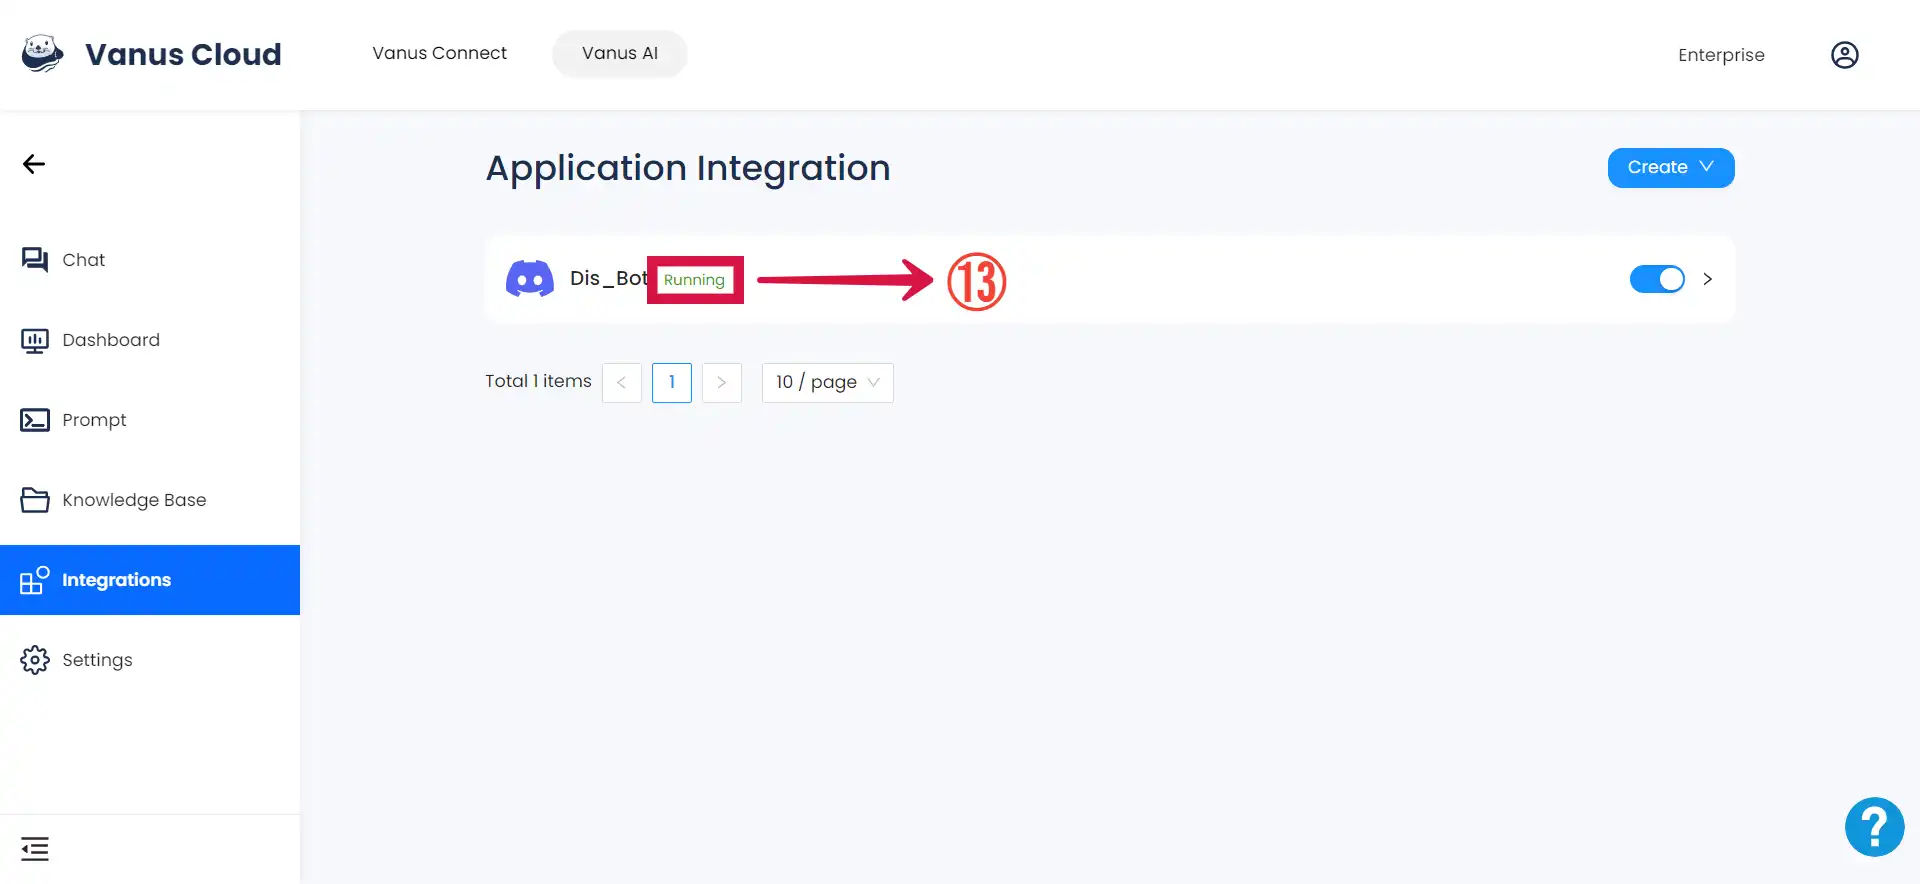 Vanus Cloud
Vanus Connect
Vanus AI
Enterprise
Chat
Dashboard
Prompt
Knowledge Base
Integrations
Settings
Application Integration
Create
Dis_Bot
Running
13
Total 1 items
< 1 >
10 / page
?